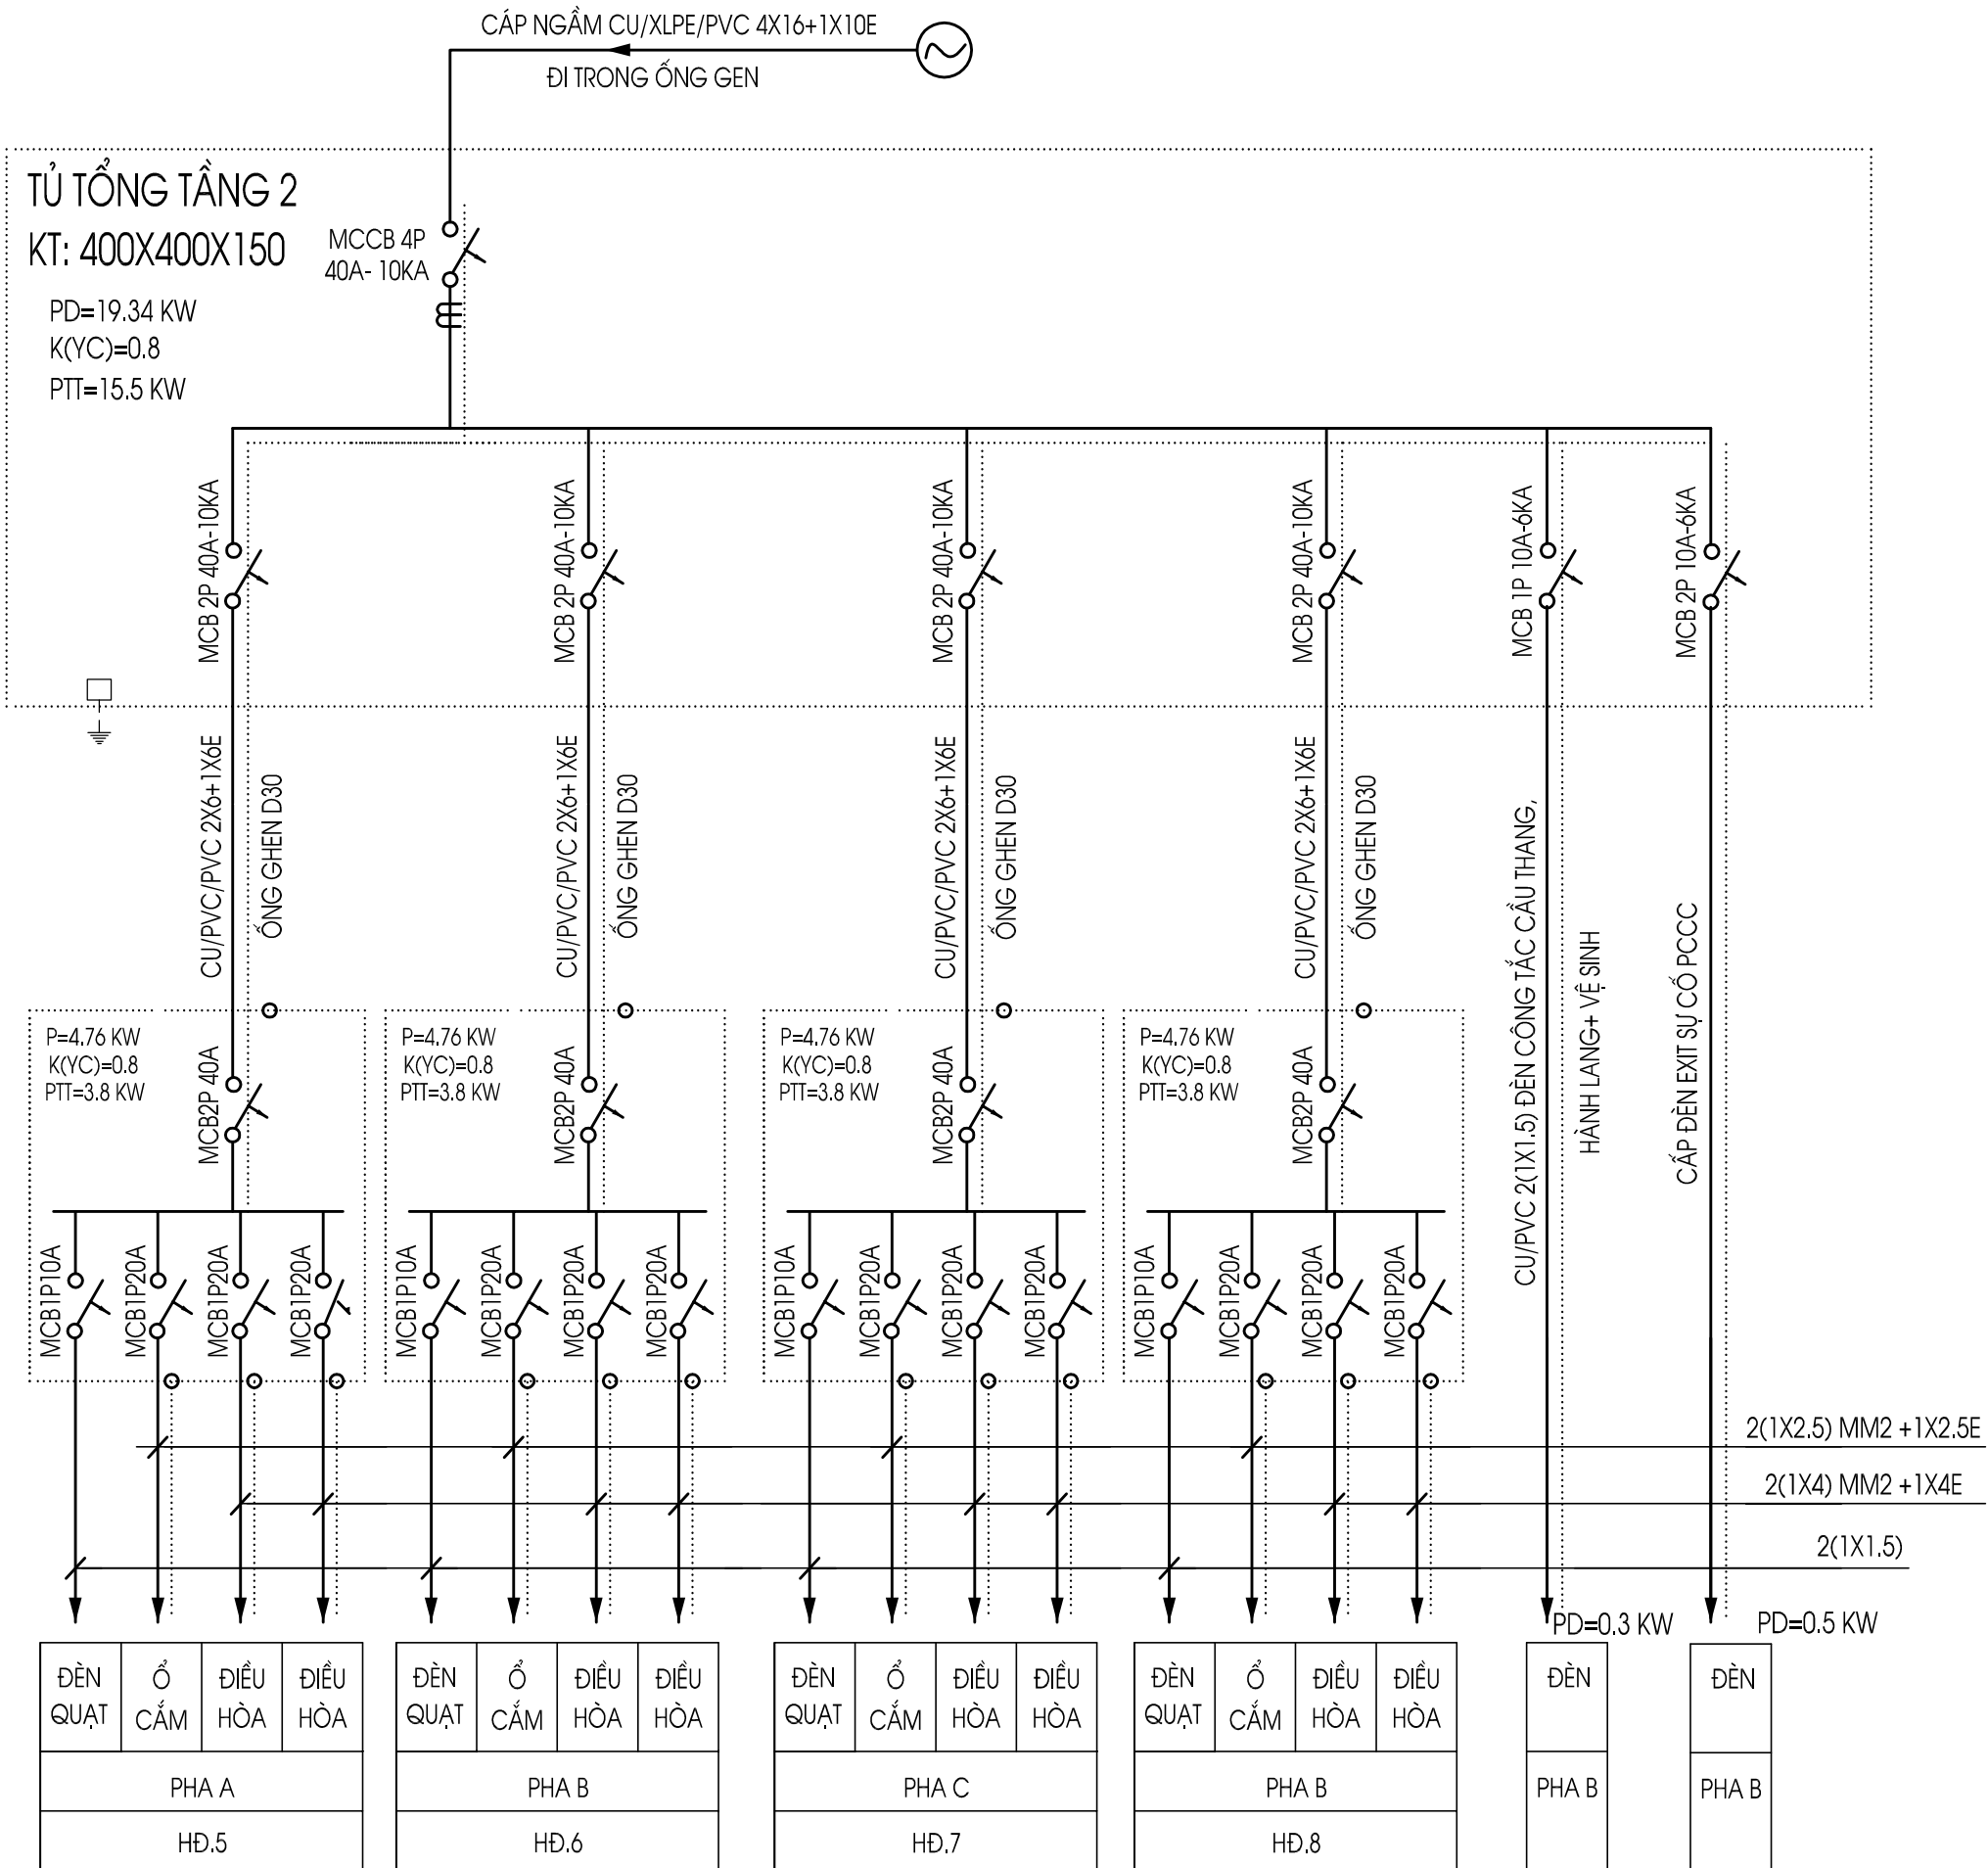 CÁP NGẦM CU/XLPE/PVC 4X16+1X10E
ĐI TRONG ỐNG GEN
TỦ TỔNG TẦNG 2
KT: 400X400X150
MCCB 4P
40A- 10KA
PD=19.34 KW
K(YC)=0.8
PTT=15.5 KW
MCB 2P 40A-10KA
MCB 2P 40A-10KA
MCB 2P 40A-10KA
MCB 2P 40A-10KA
MCB 1P 10A-6KA
MCB 2P 10A-6KA
CU/PVC/PVC 2X6+1X6E
ỐNG GHEN D30
CU/PVC/PVC 2X6+1X6E
ỐNG GHEN D30
CU/PVC/PVC 2X6+1X6E
ỐNG GHEN D30
CU/PVC/PVC 2X6+1X6E
ỐNG GHEN D30
CU/PVC 2(1X1.5) ĐÈN CÔNG TẮC CẦU THANG,
HÀNH LANG+ VỆ SINH
CẤP ĐÈN EXIT SỰ CỐ PCCC
P=4.76 KW
K(YC)=0.8
PTT=3.8 KW
MCB2P 40A
P=4.76 KW
K(YC)=0.8
PTT=3.8 KW
MCB2P 40A
P=4.76 KW
K(YC)=0.8
PTT=3.8 KW
MCB2P 40A
P=4.76 KW
K(YC)=0.8
PTT=3.8 KW
MCB2P 40A
MCB1P10A
MCB1P20A
MCB1P20A
MCB1P20A
MCB1P10A
MCB1P20A
MCB1P20A
MCB1P20A
MCB1P10A
MCB1P20A
MCB1P20A
MCB1P20A
MCB1P10A
MCB1P20A
MCB1P20A
MCB1P20A
2(1X2.5) MM2 +1X2.5E
2(1X4) MM2 +1X4E
2(1X1.5)
PD=0.3 KW
PD=0.5 KW
ĐÈN
QUẠT
Ổ
CẮM
ĐIỀU
HÒA
ĐIỀU
HÒA
PHA A
HĐ.5
ĐÈN
QUẠT
Ổ
CẮM
ĐIỀU
HÒA
ĐIỀU
HÒA
PHA B
HĐ.6
ĐÈN
QUẠT
Ổ
CẮM
ĐIỀU
HÒA
ĐIỀU
HÒA
PHA C
HĐ.7
ĐÈN
QUẠT
Ổ
CẮM
ĐIỀU
HÒA
ĐIỀU
HÒA
PHA B
HĐ.8
ĐÈN
PHA B
ĐÈN
PHA B